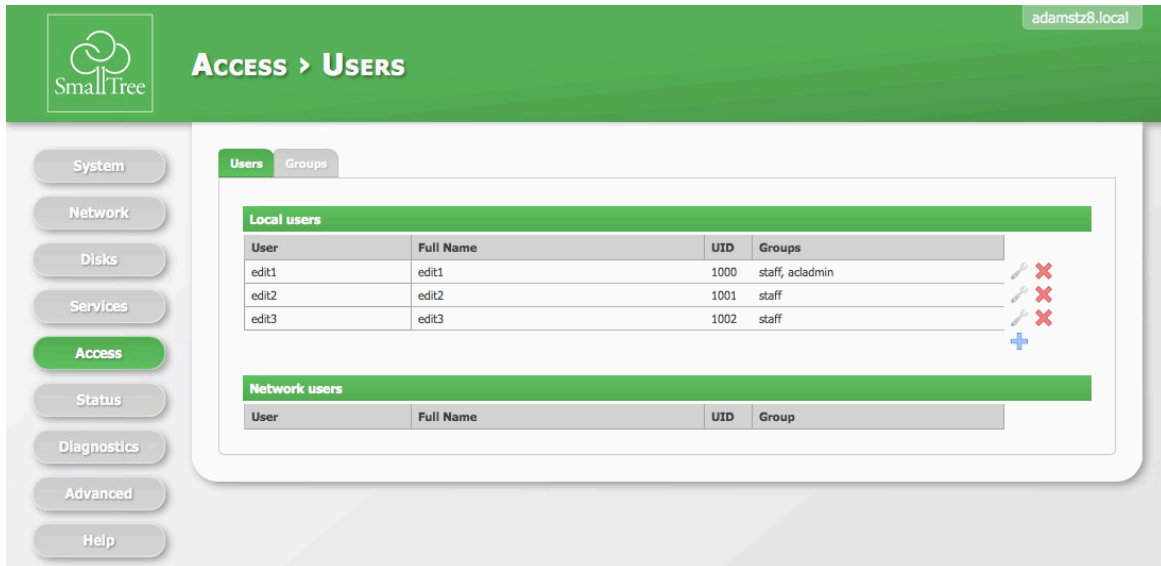 adamstz8.local
SmallTree
Access > Users
System
Network
Disks
Services
Access
Status
Diagnostics
Advanced
Help
Users Groups
Local users
User Full Name UID Groups
edit1 edit1 1000 staff, acladmin
edit2 edit2 1001 staff
edit3 edit3 1002 staff
Network users
User Full Name UID Group